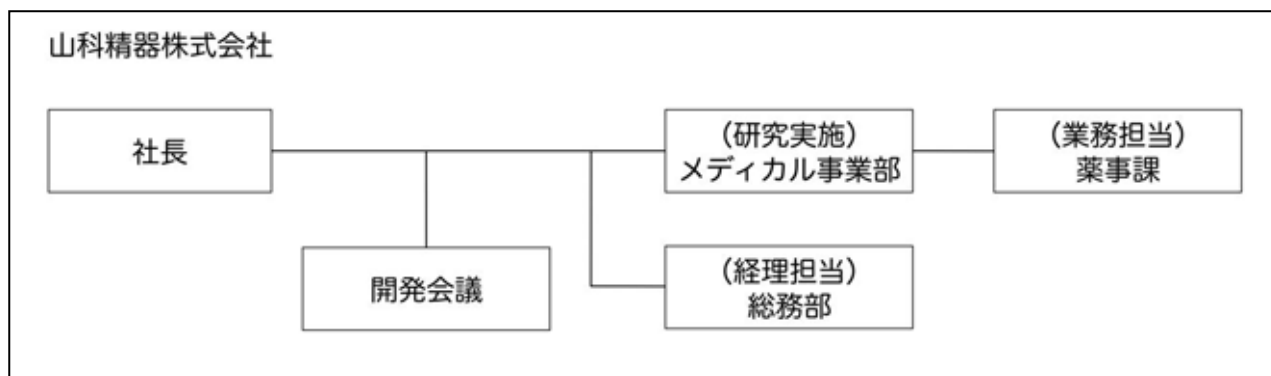 山科精器株式会社
社長
(研究実施)
メディカル事業部
(業務担当)
薬事課
開発会議
(経理担当)
総務部